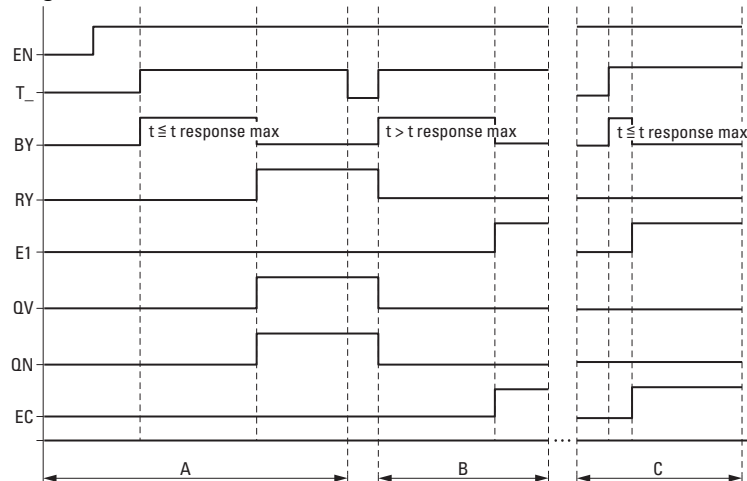 EN
T_
BY
t ≦ t response max
t > t response max
t ≦ t response max
RY
E1
QV
QN
EC
...
A
B
C